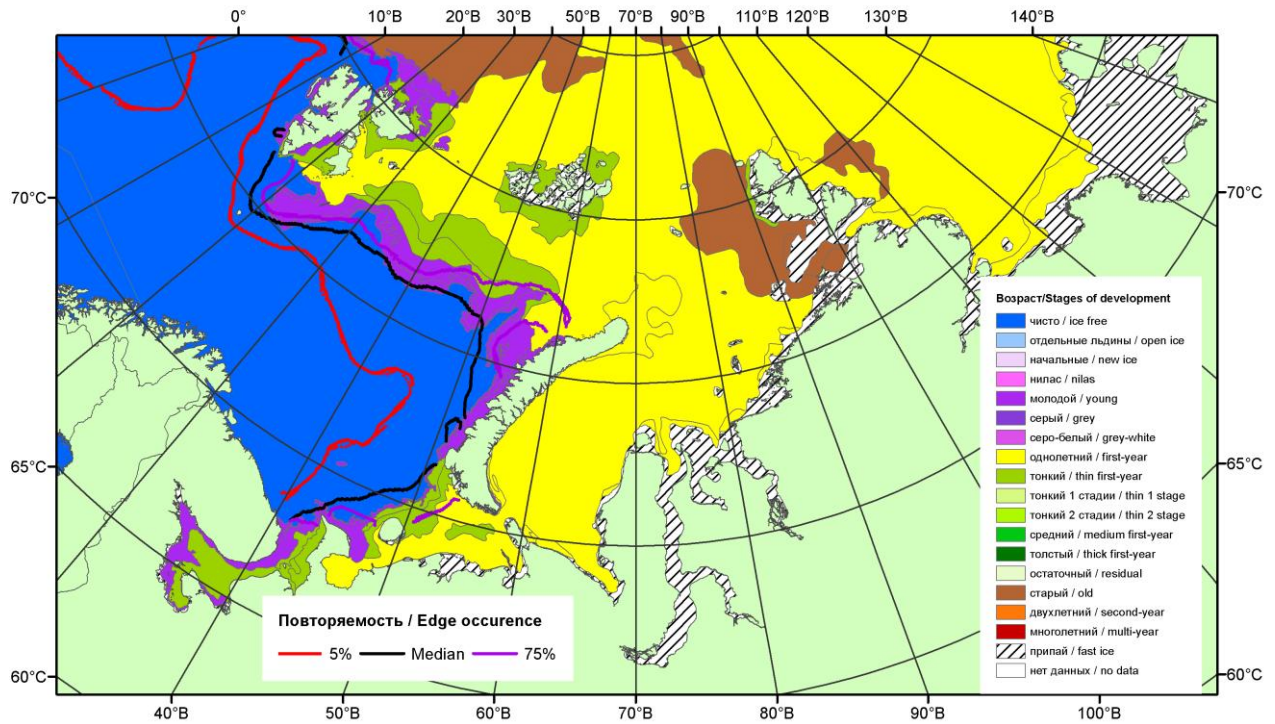 0° 10°В 20°В 30°В 50°В 70°В 90°В 110°В 120°В 130°В 140°В
70°С 70°С
Возраст/Stages of development
чисто / ice free
отдельные льдины / open ice
начальные / new ice
нилас / nilas
молодой / young
серый / grey
серо-белый / grey-white
однолетний / first-year
тонкий / thin first-year
тонкий 1 стадии / thin 1 stage
тонкий 2 стадии / thin 2 stage
средний / medium first-year
толстый / thick first-year
остаточный / residual
старый / old
двухлетний / second-year
многолетний / multi-year
припай / fast ice
нет данных / no data
65°С 65°С
Повторяемость / Edge occurence
5% Median 75%
60°С 60°С
40°В 50°В 60°В 70°В 80°В 90°В 100°В